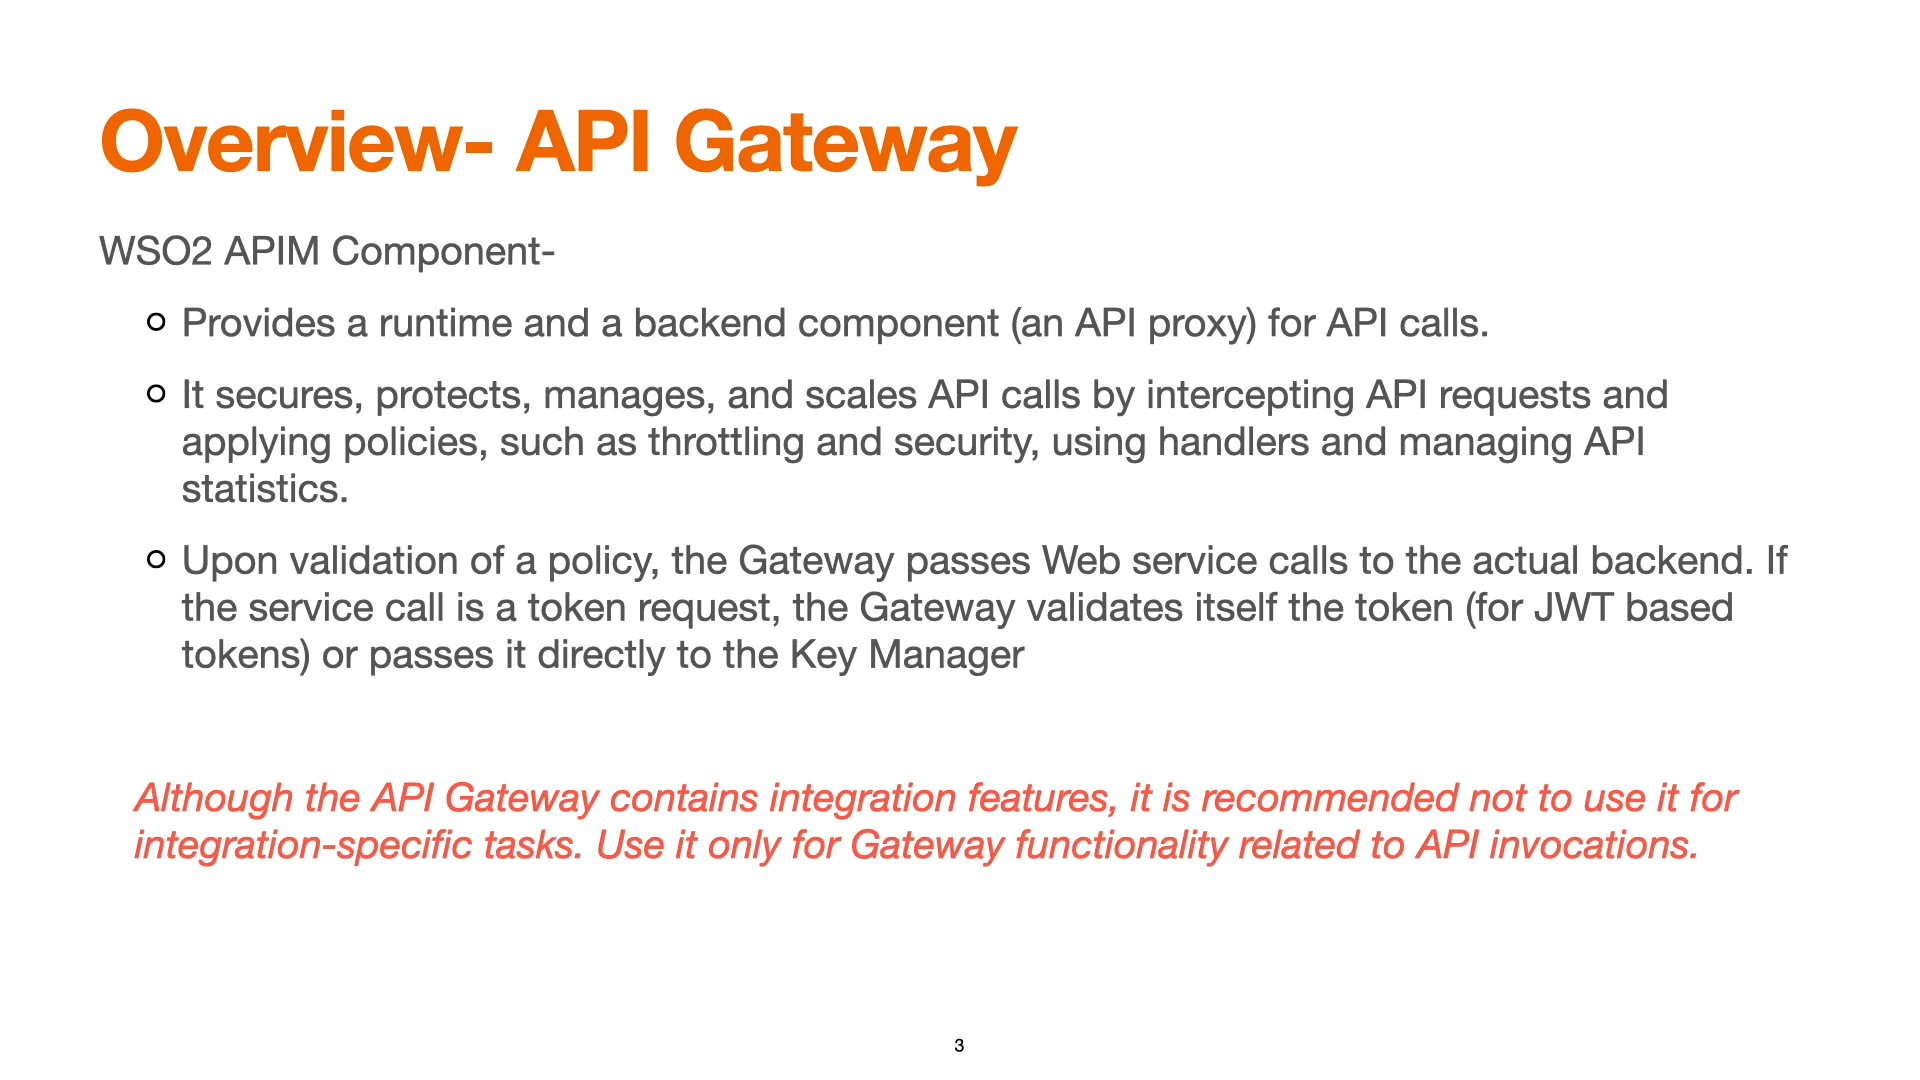 Overview- API Gateway
WSO2 APIM Component-
Provides a runtime and a backend component (an API proxy) for API calls.
It secures, protects, manages, and scales API calls by intercepting API requests and
applying policies, such as throttling and security, using handlers and managing API
statistics.
Upon validation of a policy, the Gateway passes Web service calls to the actual backend. If
the service call is a token request, the Gateway validates itself the token (for JWT based
tokens) or passes it directly to the Key Manager
Although the API Gateway contains integration features, it is recommended not to use it for
integration-specific tasks. Use it only for Gateway functionality related to API invocations.
3